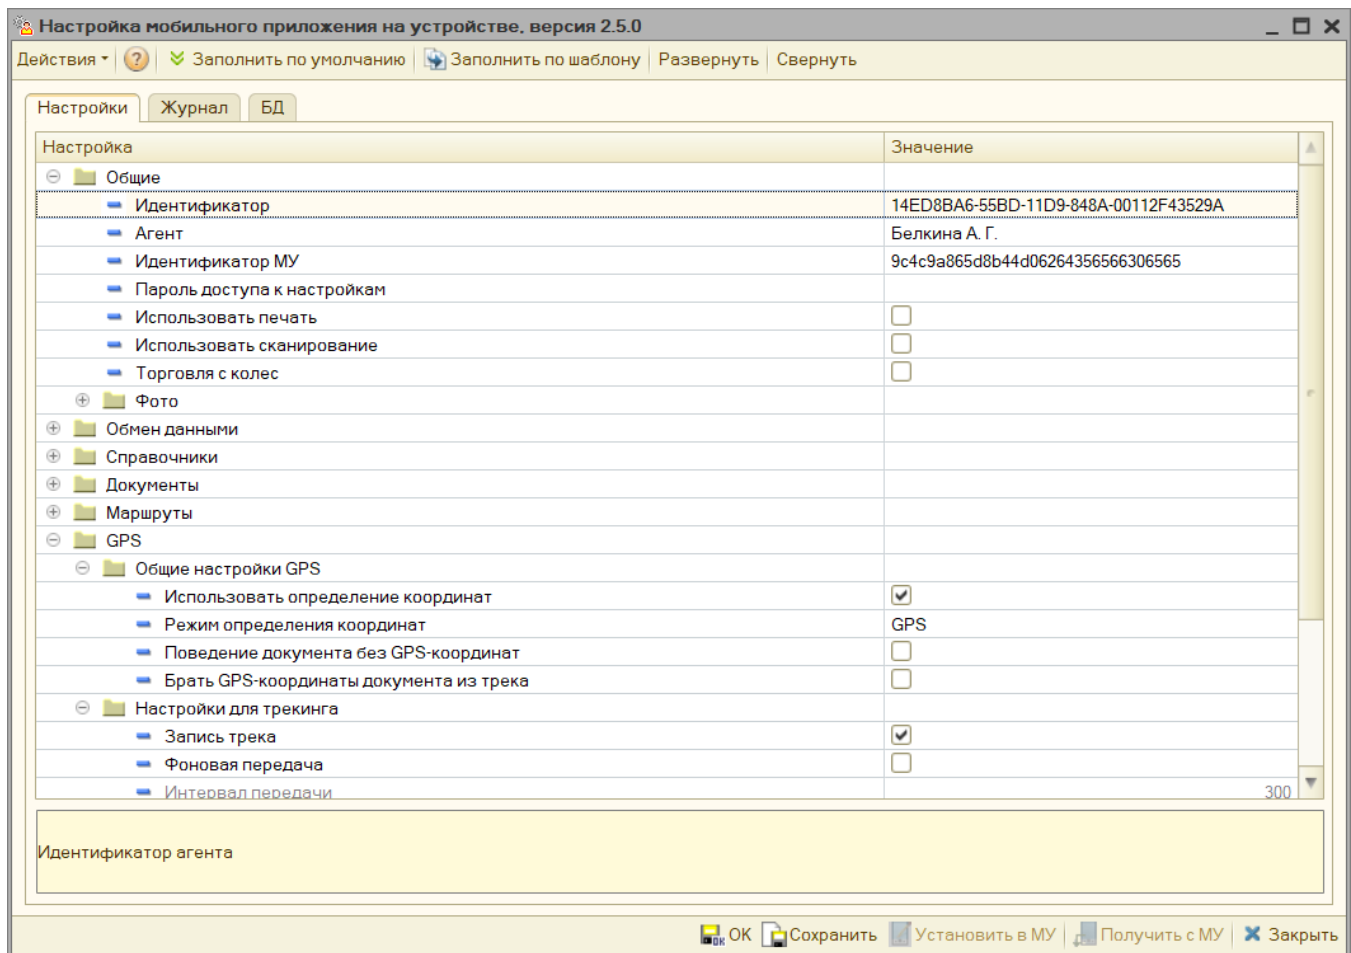 Настройка мобильного приложения на устройстве, версия 2.5.0
Действия ? Заполнить по умолчанию Заполнить по шаблону Развернуть Свернуть
Настройки Журнал БД
Настройка Значение
Общие
Идентификатор 14ED8BA6-55BD-11D9-848A-00112F43529A
Агент Белкина А. Г.
Идентификатор МУ 9c4c9a865d8b44d06264356566306565
Пароль доступа к настройкам
Использовать печать
Использовать сканирование
Торговля с колес
Фото
Обмен данными
Справочники
Документы
Маршруты
GPS
Общие настройки GPS
Использовать определение координат
Режим определения координат GPS
Поведение документа без GPS-координат
Брать GPS-координаты документа из трека
Настройки для трекинга
Запись трека
Фоновая передача
Интервал передачи 300
Идентификатор агента
OK Сохранить Установить в МУ Получить с МУ Закрыть